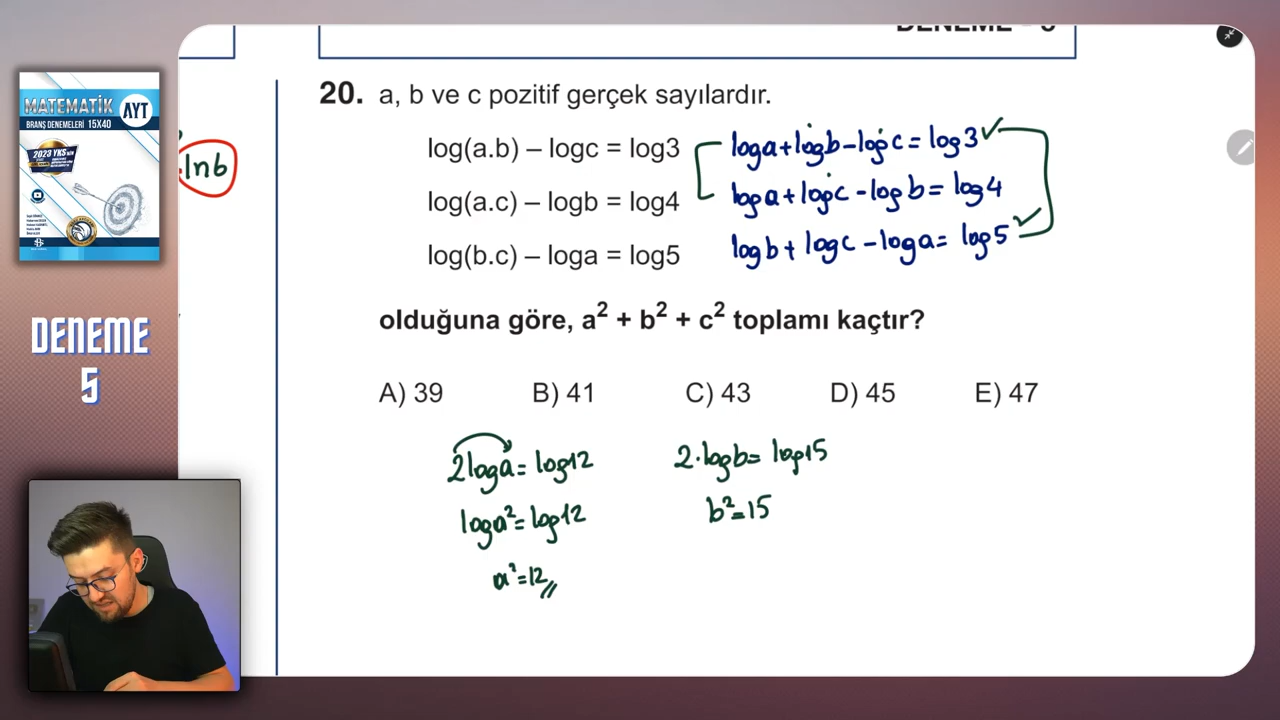 DENEME
MATEMATİK AYT
BRANŞ DENEMELERİ 15X40
2023 YKS'NİN
DENEME
5
lnb
20. a, b ve c pozitif gerçek sayılardır.
log(a.b) – logc = log3
log(a.c) – logb = log4
log(b.c) – loga = log5
loga+logb-logc=log3
loga+logc-logb=log4
logb+logc-loga=log5
olduğuna göre, a² + b² + c² toplamı kaçtır?
A) 39 B) 41 C) 43 D) 45 E) 47
2loga=log12
loga²=log12
a²=12
2·logb=log15
b²=15